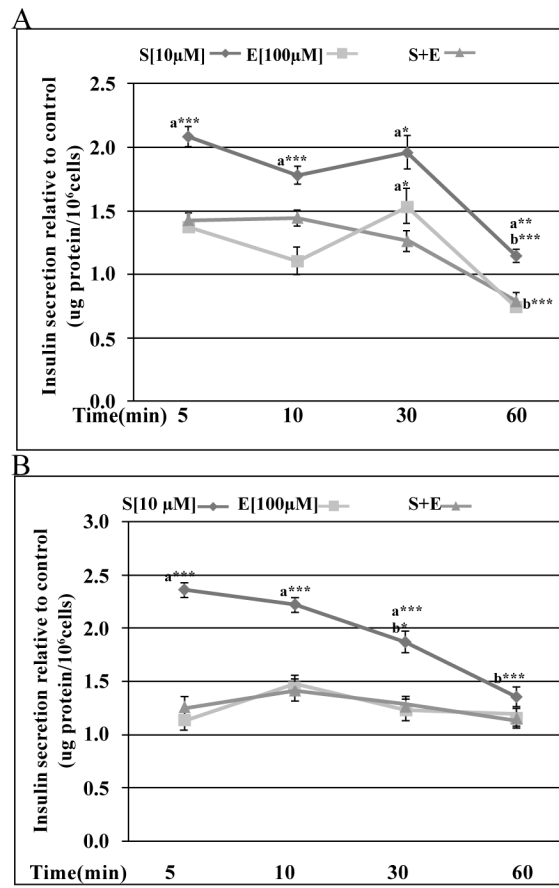 A
S[10µM] E[100µM] S+E
Insulin secretion relative to control
(ug protein/10⁶cells)
2.5
2.0
1.5
1.0
0.5
0.0
a***
a***
a*
a*
a**
b***
b***
Time(min) 5 10 30 60
B
S[10 µM] E[100µM] S+E
Insulin secretion relative to control
(ug protein/10⁶cells)
3.0
2.5
2.0
1.5
1.0
0.5
0.0
a***
a***
a***
b*
b***
Time(min) 5 10 30 60